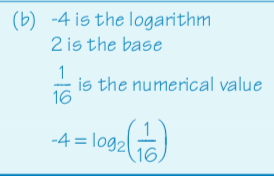 (b) -4 is the logarithm
2 is the base
1/16 is the numerical value
-4 = log₂(1/16)